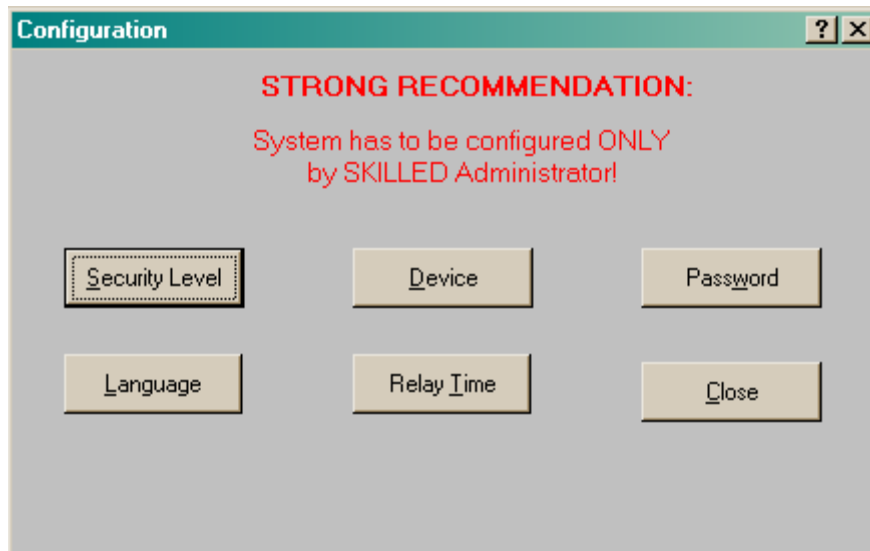 Configuration
STRONG RECOMMENDATION:
System has to be configured ONLY
by SKILLED Administrator!
Security Level
Device
Password
Language
Relay Time
Close